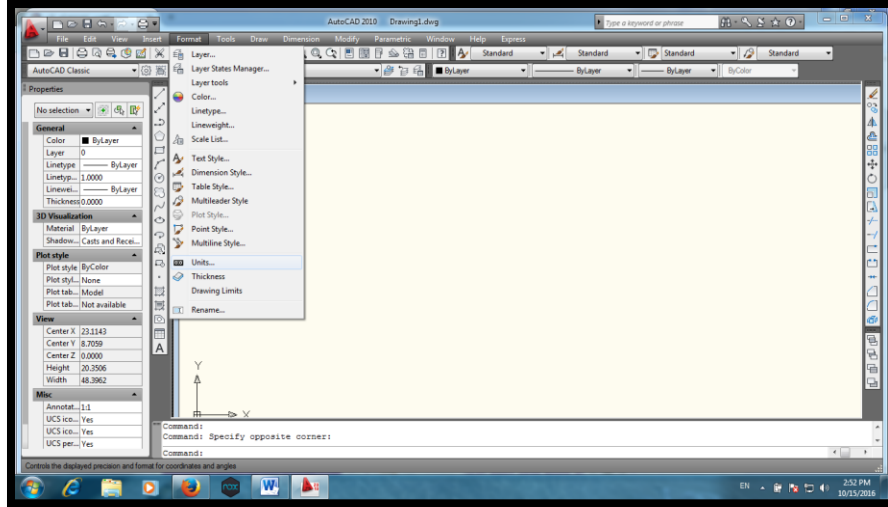 AutoCAD 2010 Drawing1.dwg
Type a keyword or phrase
File Edit View Insert Format Tools Draw Dimension Modify Parametric Window Help Express
Standard Standard Standard Standard
AutoCAD Classic
ByLayer ByLayer ByLayer ByColor
Layer...
Layer States Manager...
Layer tools
Color...
Linetype...
Lineweight...
Scale List...
Text Style...
Dimension Style...
Table Style...
Multileader Style
Plot Style...
Point Style...
Multiline Style...
Units...
Thickness
Drawing Limits
Rename...
Properties
No selection
General
Color ByLayer
Layer 0
Linetype ByLayer
Linetyp... 1.0000
Linewei... ByLayer
Thickness 0.0000
3D Visualization
Material ByLayer
Shadow... Casts and Recei...
Plot style
Plot style ByColor
Plot styl... None
Plot tab... Model
Plot tab... Not available
View
Center X 23.1143
Center Y 8.7059
Center Z 0.0000
Height 20.3506
Width 48.3962
Misc
Annotat... 1:1
UCS ico... Yes
UCS ico... Yes
UCS per... Yes
A
Y
X
Command:
Command: Specify opposite corner:
Command:
Controls the displayed precision and format for coordinates and angles
nox
W
EN
2:52 PM
10/15/2016